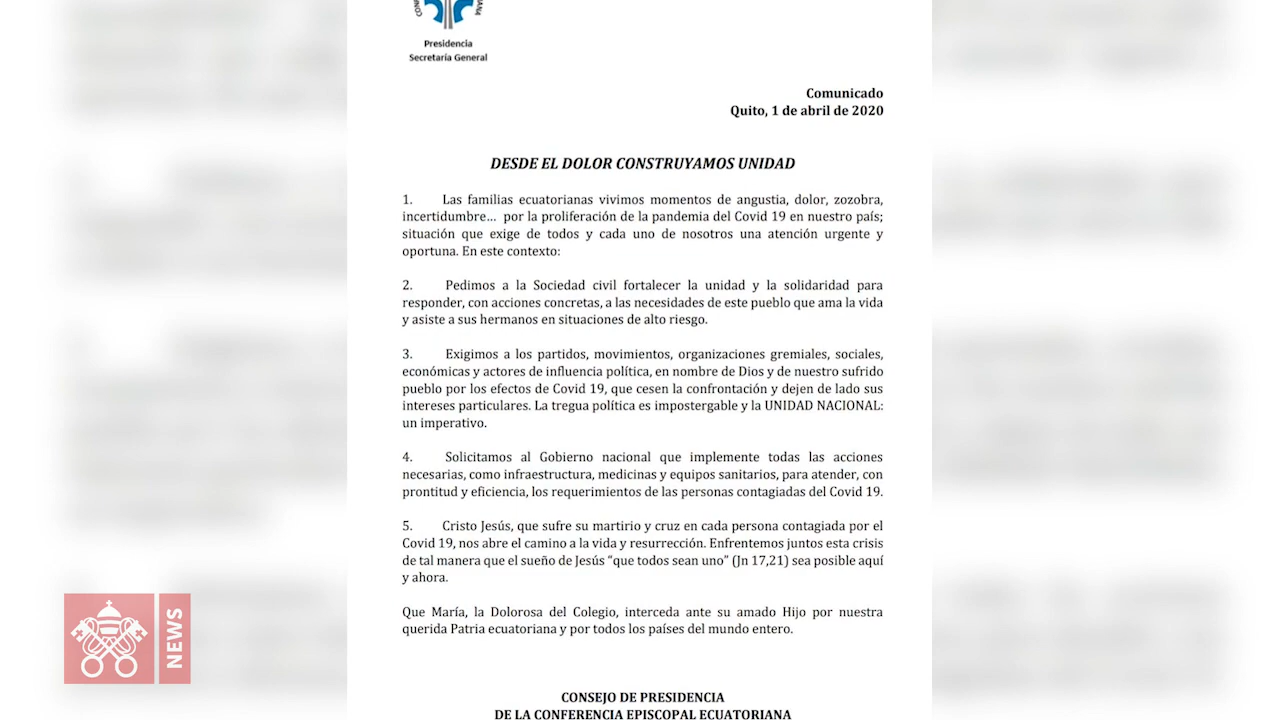 Presidencia
Secretaría General
Comunicado
Quito, 1 de abril de 2020
DESDE EL DOLOR CONSTRUYAMOS UNIDAD
1. Las familias ecuatorianas vivimos momentos de angustia, dolor, zozobra,
incertidumbre… por la proliferación de la pandemia del Covid 19 en nuestro país;
situación que exige de todos y cada uno de nosotros una atención urgente y
oportuna. En este contexto:
2. Pedimos a la Sociedad civil fortalecer la unidad y la solidaridad para
responder, con acciones concretas, a las necesidades de este pueblo que ama la vida
y asiste a sus hermanos en situaciones de alto riesgo.
3. Exigimos a los partidos, movimientos, organizaciones gremiales, sociales,
económicas y actores de influencia política, en nombre de Dios y de nuestro sufrido
pueblo por los efectos de Covid 19, que cesen la confrontación y dejen de lado sus
intereses particulares. La tregua política es impostergable y la UNIDAD NACIONAL:
un imperativo.
4. Solicitamos al Gobierno nacional que implemente todas las acciones
necesarias, como infraestructura, medicinas y equipos sanitarios, para atender, con
prontitud y eficiencia, los requerimientos de las personas contagiadas del Covid 19.
5. Cristo Jesús, que sufre su martirio y cruz en cada persona contagiada por el
Covid 19, nos abre el camino a la vida y resurrección. Enfrentemos juntos esta crisis
de tal manera que el sueño de Jesús “que todos sean uno” (Jn 17,21) sea posible aquí
y ahora.
Que María, la Dolorosa del Colegio, interceda ante su amado Hijo por nuestra
querida Patria ecuatoriana y por todos los países del mundo entero.
CONSEJO DE PRESIDENCIA
DE LA CONFERENCIA EPISCOPAL ECUATORIANA
NEWS